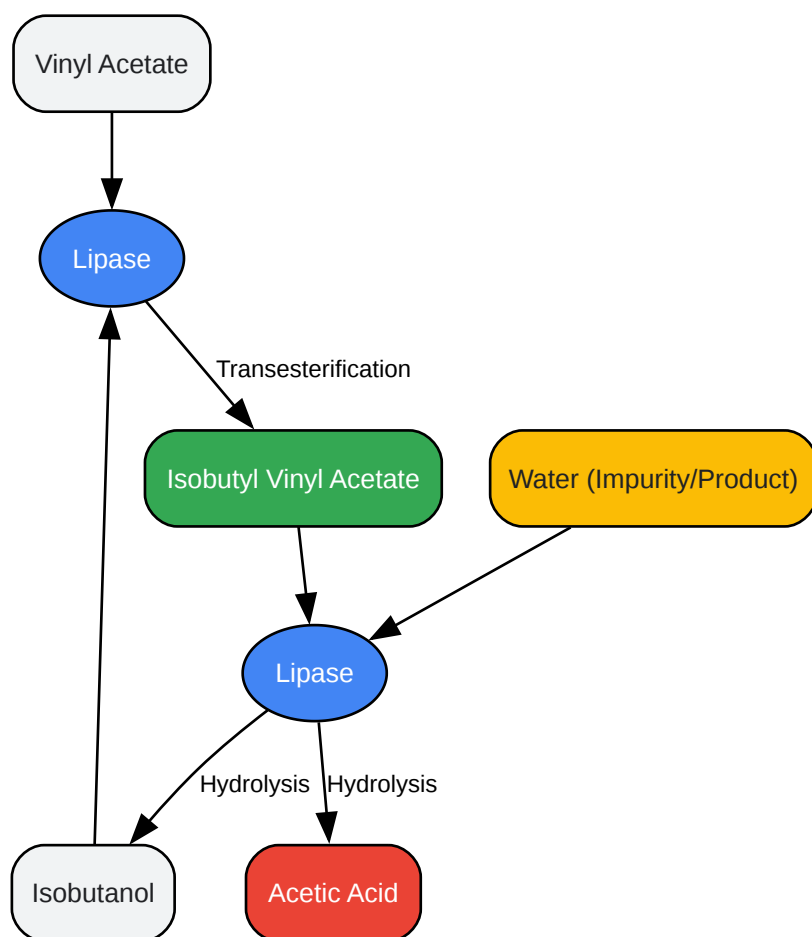 Vinyl Acetate
Lipase
Transesterification
Isobutyl Vinyl Acetate
Water (Impurity/Product)
Lipase
Hydrolysis
Hydrolysis
Isobutanol
Acetic Acid